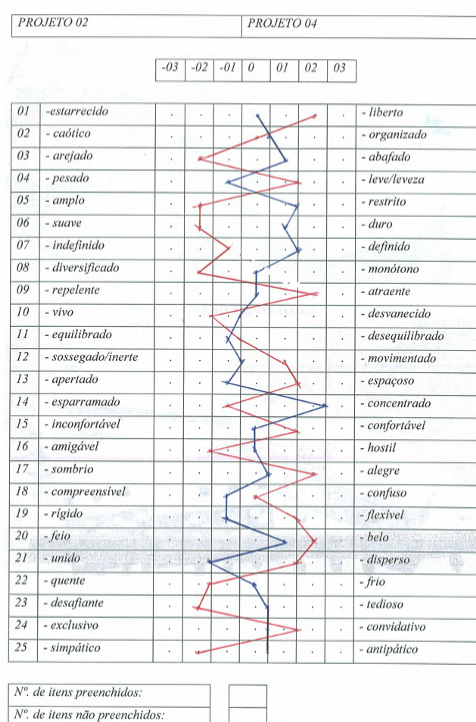 PROJETO 02 PROJETO 04
-03 -02 -01 0 01 02 03
01 -estarrecido - liberto
02 - caótico - organizado
03 - arejado - abafado
04 - pesado - leve/leveza
05 - amplo - restrito
06 - suave - duro
07 - indefinido - definido
08 - diversificado - monótono
09 - repelente - atraente
10 - vivo - desvanecido
11 - equilibrado - desequilibrado
12 - sossegado/inerte - movimentado
13 - apertado - espaçoso
14 - esparramado - concentrado
15 - inconfortável - confortável
16 - amigável - hostil
17 - sombrio - alegre
18 - compreensível - confuso
19 - rígido - flexível
20 - feio - belo
21 - unido - disperso
22 - quente - frio
23 - desafiante - tedioso
24 - exclusivo - convidativo
25 - simpático - antipático
Nº. de itens preenchidos:
Nº. de itens não preenchidos: